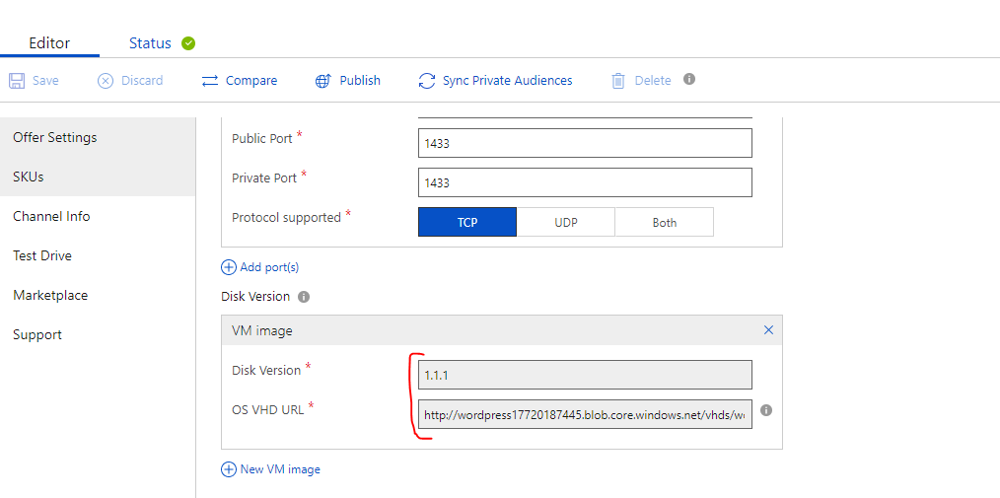 Editor Status
Save Discard Compare Publish Sync Private Audiences Delete
Offer Settings
SKUs
Channel Info
Test Drive
Marketplace
Support
Public Port * 1433
Private Port * 1433
Protocol supported * TCP UDP Both
Add port(s)
Disk Version
VM image
Disk Version * 1.1.1
OS VHD URL * http://wordpress17720187445.blob.core.windows.net/vhds/w
New VM image